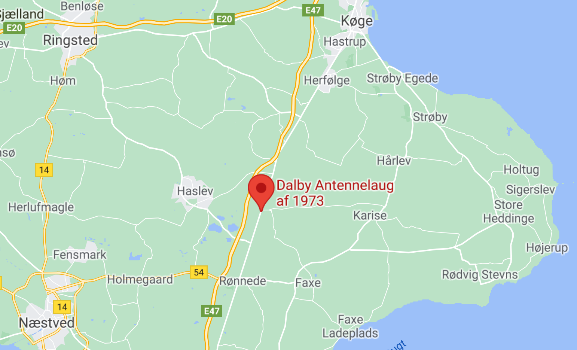 Benløse
E47
Køge
Sjælland
E20
E20
Ringsted
Hastrup
Herfølge
Strøby Egede
Høm
Strøby
Hårlev
14
Holtug
Dalby Antennelaug
af 1973
Haslev
Sigerslev
Store
Heddinge
Herlufmagle
Karise
Højerup
Fensmark
54
Holmegaard
Rønnede
Faxe
Rødvig Stevns
14
E47
Næstved
Faxe
Ladeplads